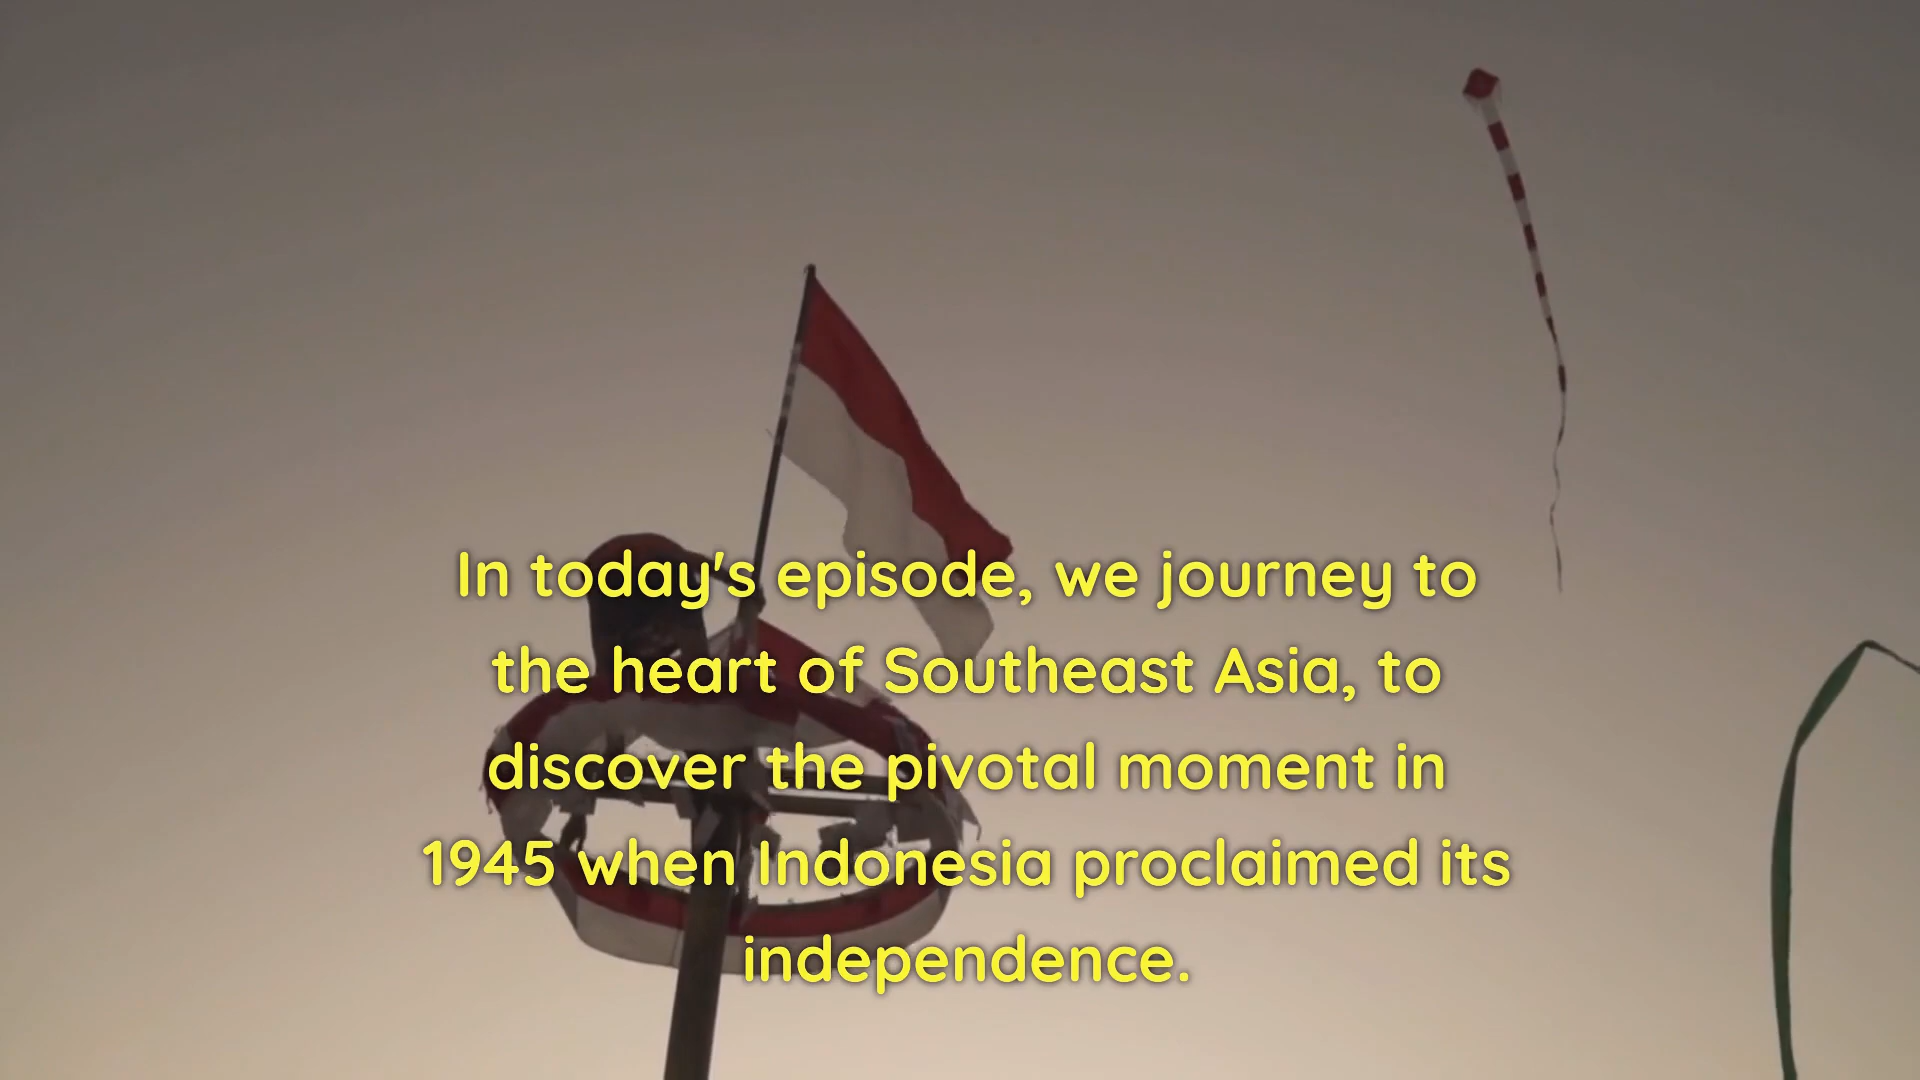 In today's episode, we journey to
the heart of Southeast Asia, to
discover the pivotal moment in
1945 when Indonesia proclaimed its
independence.